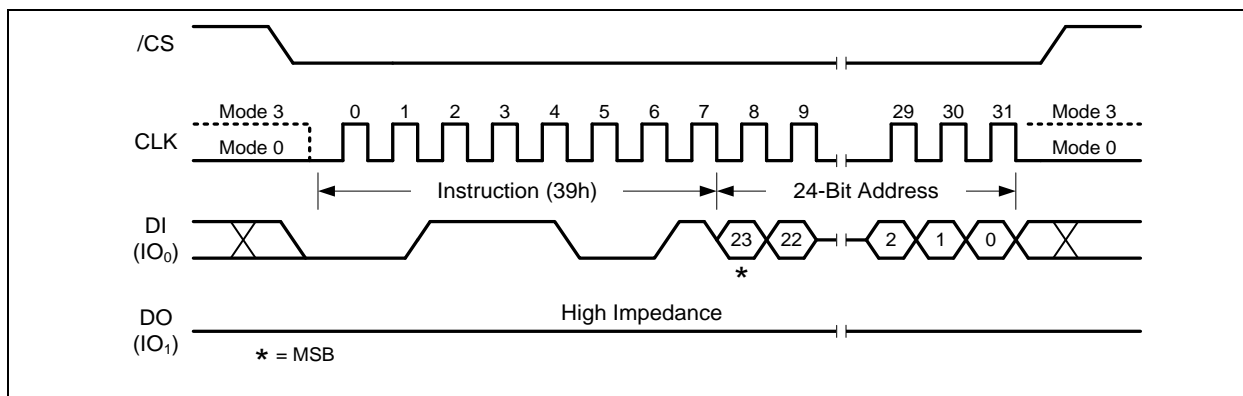 /CS
Mode 3 0 1 2 3 4 5 6 7 8 9 29 30 31 Mode 3
CLK
Mode 0 Mode 0
Instruction (39h) 24-Bit Address
DI
(IO₀)
23 22 2 1 0
*
High Impedance
DO
(IO₁)
* = MSB